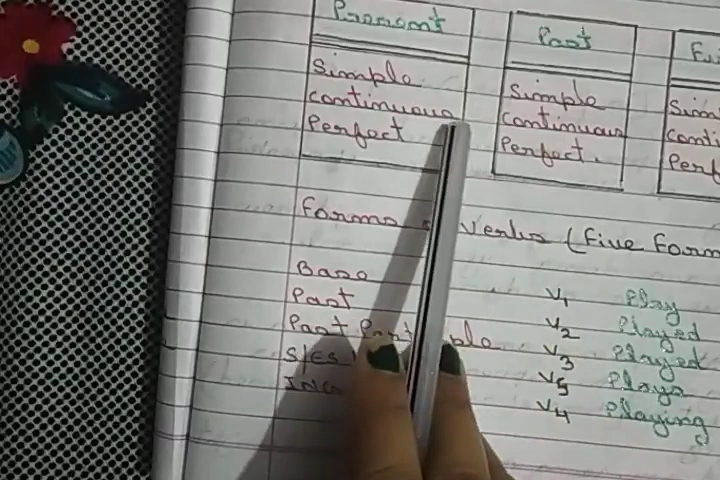 Present Past
Simple Simple Sim
Continuous Continuous Conti
Perfect Perfect. Perf
Forms Verbs (Five Form
Base V1 Play
Past V2 Played
Past V3 Played
S/ES V5 Plays
V4 Playing